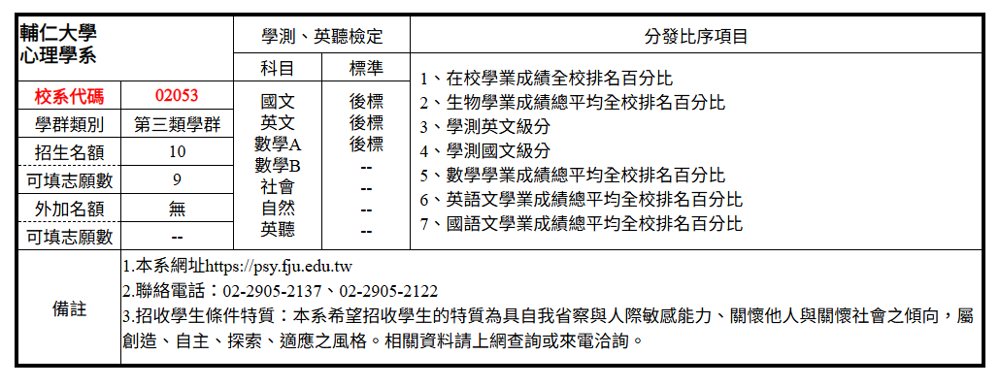 輔仁大學
心理學系
學測、英聽檢定
分發比序項目
科目
標準
校系代碼
02053
學群類別
第三類學群
招生名額
10
可填志願數
9
外加名額
無
可填志願數
--
國文 後標
英文 後標
數學A 後標
數學B --
社會 --
自然 --
英聽 --
1、在校學業成績全校排名百分比
2、生物學業成績總平均全校排名百分比
3、學測英文級分
4、學測國文級分
5、數學學業成績總平均全校排名百分比
6、英語文學業成績總平均全校排名百分比
7、國語文學業成績總平均全校排名百分比
備註
1.本系網址https://psy.fju.edu.tw
2.聯絡電話：02-2905-2137、02-2905-2122
3.招收學生條件特質：本系希望招收學生的特質為具自我省察與人際敏感能力、關懷他人與關懷社會之傾向，屬
創造、自主、探索、適應之風格。相關資料請上網查詢或來電洽詢。